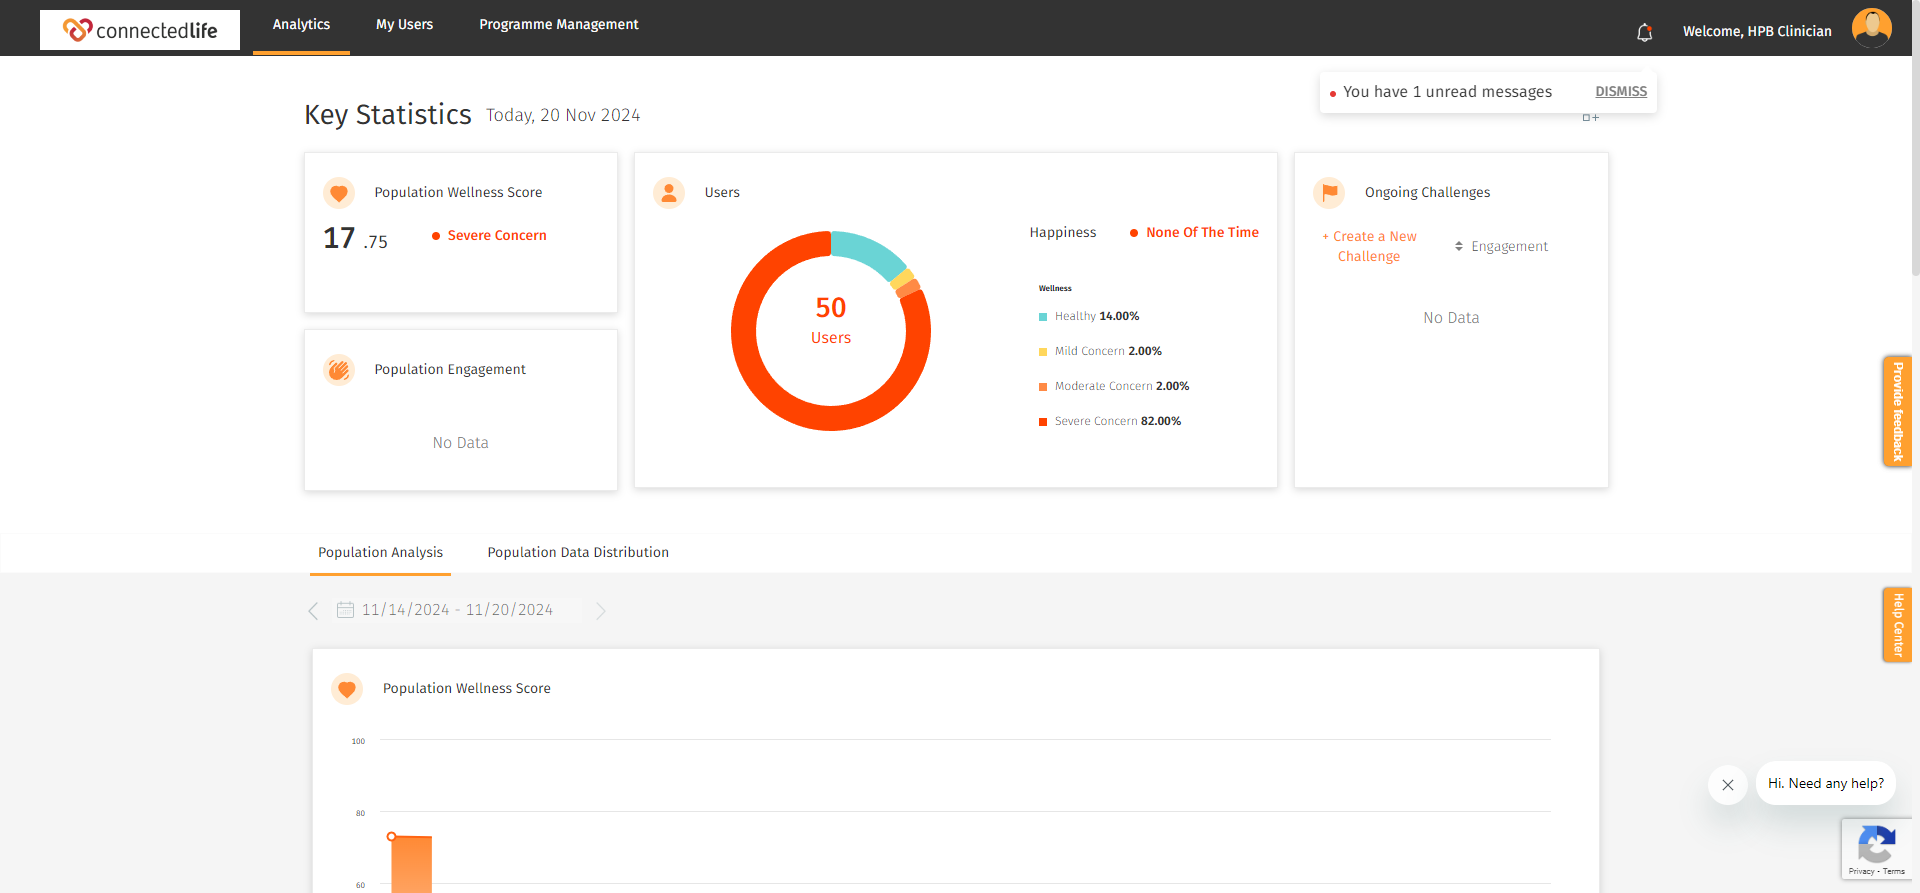 connectedlife
Analytics
My Users
Programme Management
Welcome, HPB Clinician
You have 1 unread messages
DISMISS
Key Statistics
Today, 20 Nov 2024
Population Wellness Score
17 .75
Severe Concern
Population Engagement
No Data
Users
50
Users
Happiness
None Of The Time
Wellness
Healthy 14.00%
Mild Concern 2.00%
Moderate Concern 2.00%
Severe Concern 82.00%
Ongoing Challenges
+ Create a New
Challenge
Engagement
No Data
Provide feedback
Population Analysis
Population Data Distribution
11/14/2024 - 11/20/2024
Help Center
Population Wellness Score
100
80
60
Hi. Need any help?
Privacy - Terms